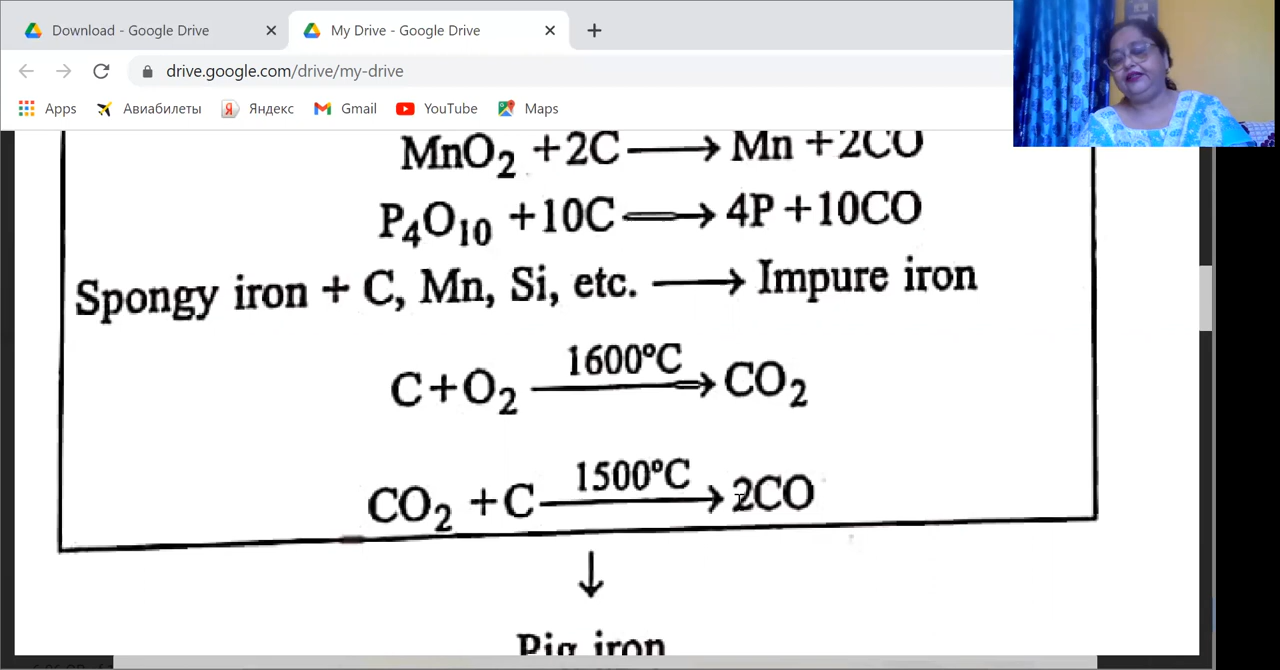 Download - Google Drive
My Drive - Google Drive
drive.google.com/drive/my-drive
Apps Авиабилеты Яндекс Gmail YouTube Maps
MnO₂ +2C ⟶ Mn +2CO
P₄O₁₀ +10C ⟶ 4P +10CO
Spongy iron + C, Mn, Si, etc. ⟶ Impure iron
1600°C
C+O₂ ⟶ CO₂
1500°C
CO₂ +C ⟶ 2CO
↓
Pig iron